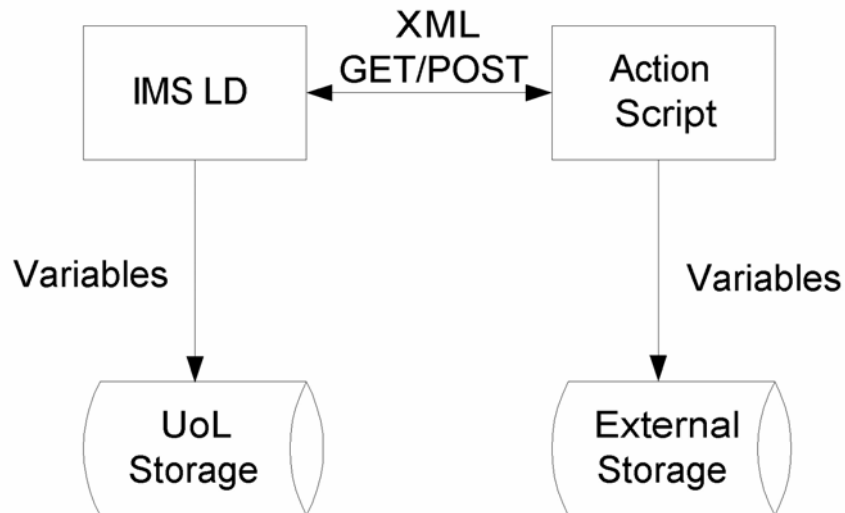 XML
GET/POST
IMS LD
Action
Script
Variables
Variables
UoL
Storage
External
Storage